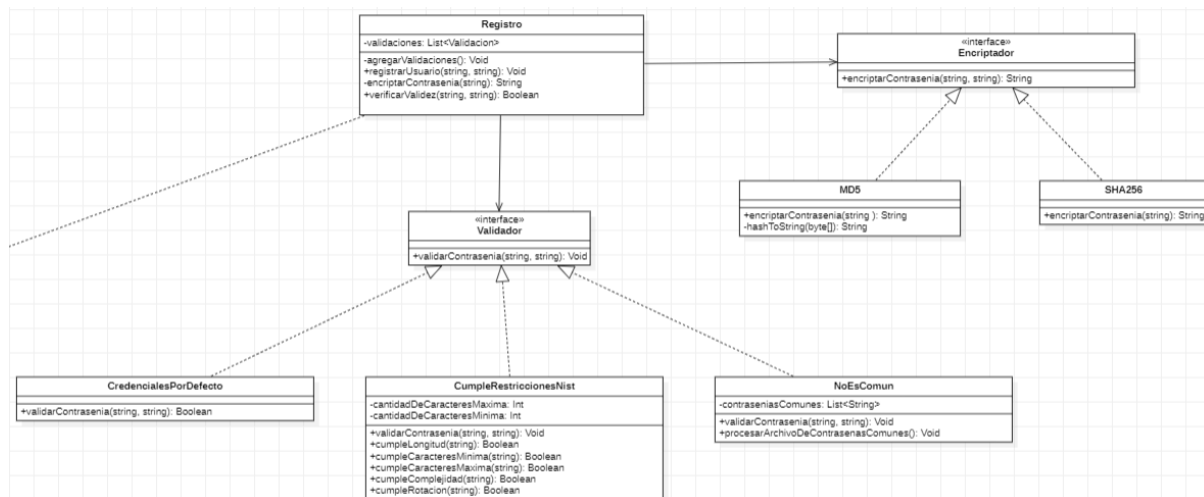 Registro
-validaciones: List<Validacion>
-agregarValidaciones(): Void
+registrarUsuario(string, string): Void
-encriptarContrasenia(string): String
+verificarValidez(string, string): Boolean
«interface»
Encriptador
+encriptarContrasenia(string, string): String
MD5
+encriptarContrasenia(string ): String
-hashToString(byte[]): String
SHA256
+encriptarContrasenia(string): String
«interface»
Validador
+validarContrasenia(string, string): Void
CredencialesPorDefecto
+validarContrasenia(string, string): Boolean
CumpleRestriccionesNist
-cantidadDeCaracteresMaxima: Int
-cantidadDeCaracteresMinima: Int
+validarContrasenia(string, string): Void
+cumpleLongitud(string): Boolean
+cumpleCaracteresMinima(string): Boolean
+cumpleCaracteresMaxima(string): Boolean
+cumpleComplejidad(string): Boolean
+cumpleRotacion(string): Boolean
NoEsComun
-contraseniasComunes: List<String>
+validarContrasenia(string, string): Void
+procesarArchivoDeContrasenasComunes(): Void